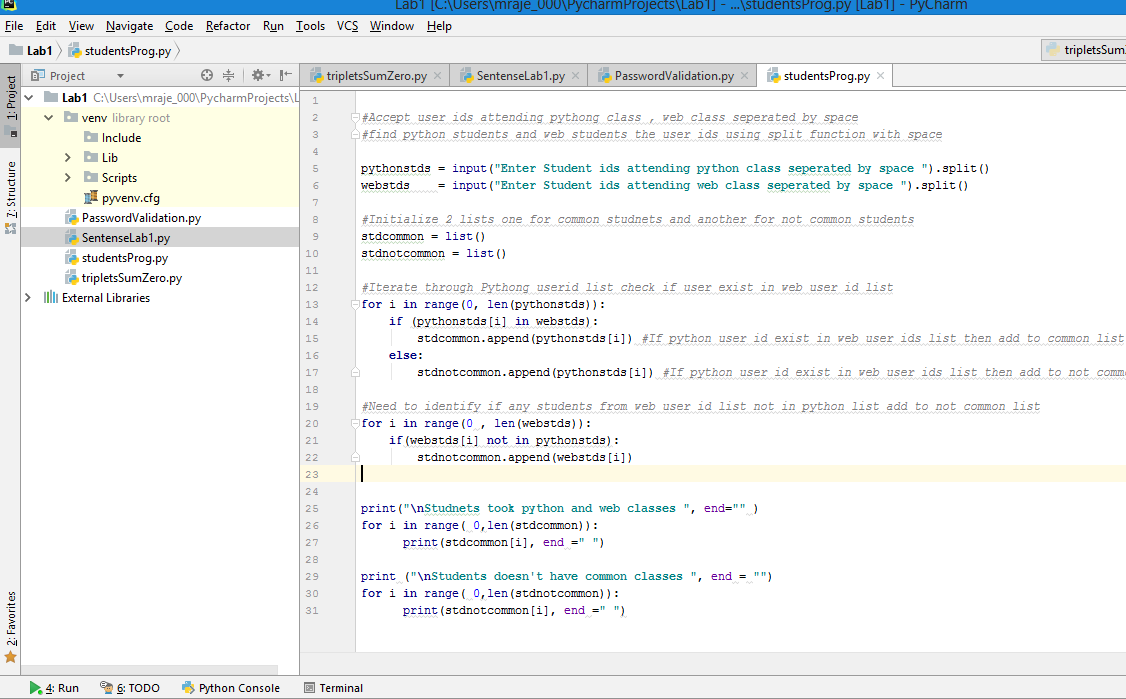 Lab1 [C:\Users\mraje_000\PycharmProjects\Lab1] - ...\studentsProg.py [Lab1] - PyCharm
File Edit View Navigate Code Refactor Run Tools VCS Window Help
Lab1 studentsProg.py tripletsSum
Project tripletsSumZero.py SentenseLab1.py PasswordValidation.py studentsProg.py
1: Project
7: Structure
2: Favorites
Lab1 C:\Users\mraje_000\PycharmProjects\L
venv library root
Include
Lib
Scripts
pyvenv.cfg
PasswordValidation.py
SentenseLab1.py
studentsProg.py
tripletsSumZero.py
External Libraries
1
2 #Accept user ids attending pythong class , web class seperated by space
3 #find python students and web students the user ids using split function with space
4
5 pythonstds = input("Enter Student ids attending python class seperated by space ").split()
6 webstds    = input("Enter Student ids attending web class seperated by space ").split()
7
8 #Initialize 2 lists one for common studnets and another for not common students
9 stdcommon = list()
10 stdnotcommon = list()
11
12 #Iterate through Pythong userid list check if user exist in web user id list
13 for i in range(0, len(pythonstds)):
14     if (pythonstds[i] in webstds):
15         stdcommon.append(pythonstds[i]) #If python user id exist in web user ids list then add to common list
16     else:
17         stdnotcommon.append(pythonstds[i]) #If python user id exist in web user ids list then add to not comm
18
19 #Need to identify if any students from web user id list not in python list add to not common list
20 for i in range(0 , len(webstds)):
21     if(webstds[i] not in pythonstds):
22         stdnotcommon.append(webstds[i])
23
24
25 print("\nStudnets took python and web classes ", end="" )
26 for i in range( 0,len(stdcommon)):
27       print(stdcommon[i], end =" ")
28
29 print ("\nStudents doesn't have common classes ", end = "")
30 for i in range( 0,len(stdnotcommon)):
31       print(stdnotcommon[i], end =" ")
4: Run 6: TODO Python Console Terminal